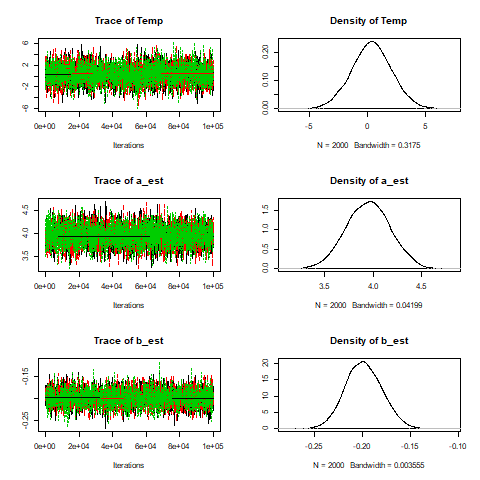 Trace of Temp
6
2
-2
-6
0e+00 2e+04 4e+04 6e+04 8e+04 1e+05
Iterations
Density of Temp
0.20
0.10
0.00
-5 0 5
N = 2000 Bandwidth = 0.3175
Trace of a_est
4.5
4.0
3.5
0e+00 2e+04 4e+04 6e+04 8e+04 1e+05
Iterations
Density of a_est
1.5
1.0
0.5
0.0
3.5 4.0 4.5
N = 2000 Bandwidth = 0.04199
Trace of b_est
-0.15
-0.25
0e+00 2e+04 4e+04 6e+04 8e+04 1e+05
Iterations
Density of b_est
20
15
10
5
0
-0.25 -0.20 -0.15 -0.10
N = 2000 Bandwidth = 0.003555